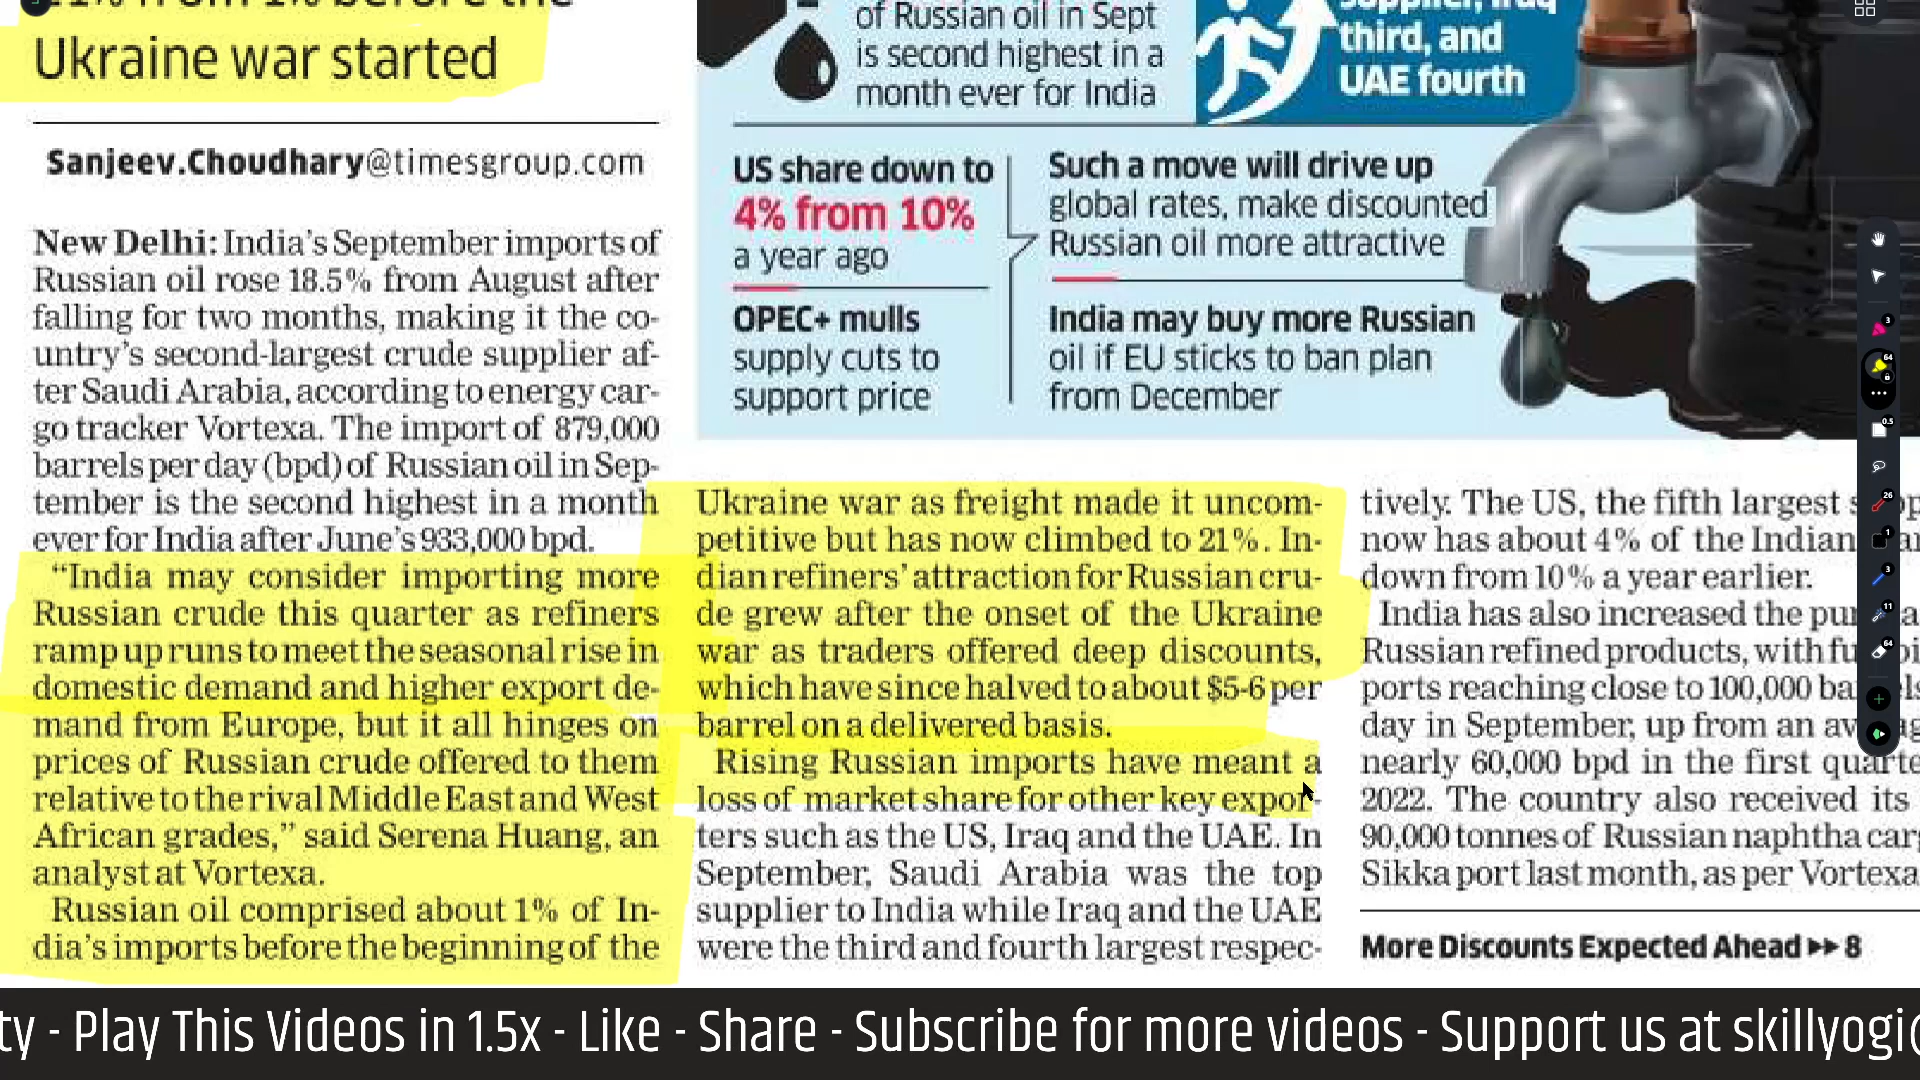 21% from 1% before the
Ukraine war started
Sanjeev.Choudhary@timesgroup.com
New Delhi: India's September imports of
Russian oil rose 18.5% from August after
falling for two months, making it the co-
untry's second-largest crude supplier af-
ter Saudi Arabia, according to energy car-
go tracker Vortexa. The import of 879,000
barrels per day (bpd) of Russian oil in Sep-
tember is the second highest in a month
ever for India after June's 933,000 bpd.
"India may consider importing more
Russian crude this quarter as refiners
ramp up runs to meet the seasonal rise in
domestic demand and higher export de-
mand from Europe, but it all hinges on
prices of Russian crude offered to them
relative to the rival Middle East and West
African grades," said Serena Huang, an
analyst at Vortexa.
Russian oil comprised about 1% of In-
dia's imports before the beginning of the
of Russian oil in Sept
is second highest in a
month ever for India
supplier, Iraq
third, and
UAE fourth
US share down to
4% from 10%
a year ago
OPEC+ mulls
supply cuts to
support price
Such a move will drive up
global rates, make discounted
Russian oil more attractive
India may buy more Russian
oil if EU sticks to ban plan
from December
Ukraine war as freight made it uncom-
petitive but has now climbed to 21%. In-
dian refiners' attraction for Russian cru-
de grew after the onset of the Ukraine
war as traders offered deep discounts,
which have since halved to about $5-6 per
barrel on a delivered basis.
Rising Russian imports have meant a
loss of market share for other key expor-
ters such as the US, Iraq and the UAE. In
September, Saudi Arabia was the top
supplier to India while Iraq and the UAE
were the third and fourth largest respec-
tively. The US, the fifth largest
now has about 4% of the Indian
down from 10% a year earlier.
India has also increased the
Russian refined products, with
ports reaching close to 100,000
day in September, up from an
nearly 60,000 bpd in the first quarte
2022. The country also received its
90,000 tonnes of Russian naphtha
Sikka port last month, as per Vortexa
More Discounts Expected Ahead ▸▸ 8
3
64
0.5
26
1
3
11
64
ty - Play This Videos in 1.5x - Like - Share - Subscribe for more videos - Support us at skillyogi@